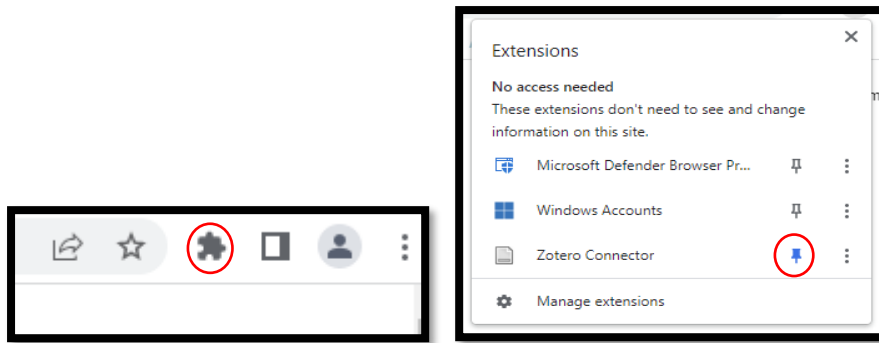 Extensions
No access needed
These extensions don't need to see and change
information on this site.
Microsoft Defender Browser Pr...
Windows Accounts
Zotero Connector
Manage extensions